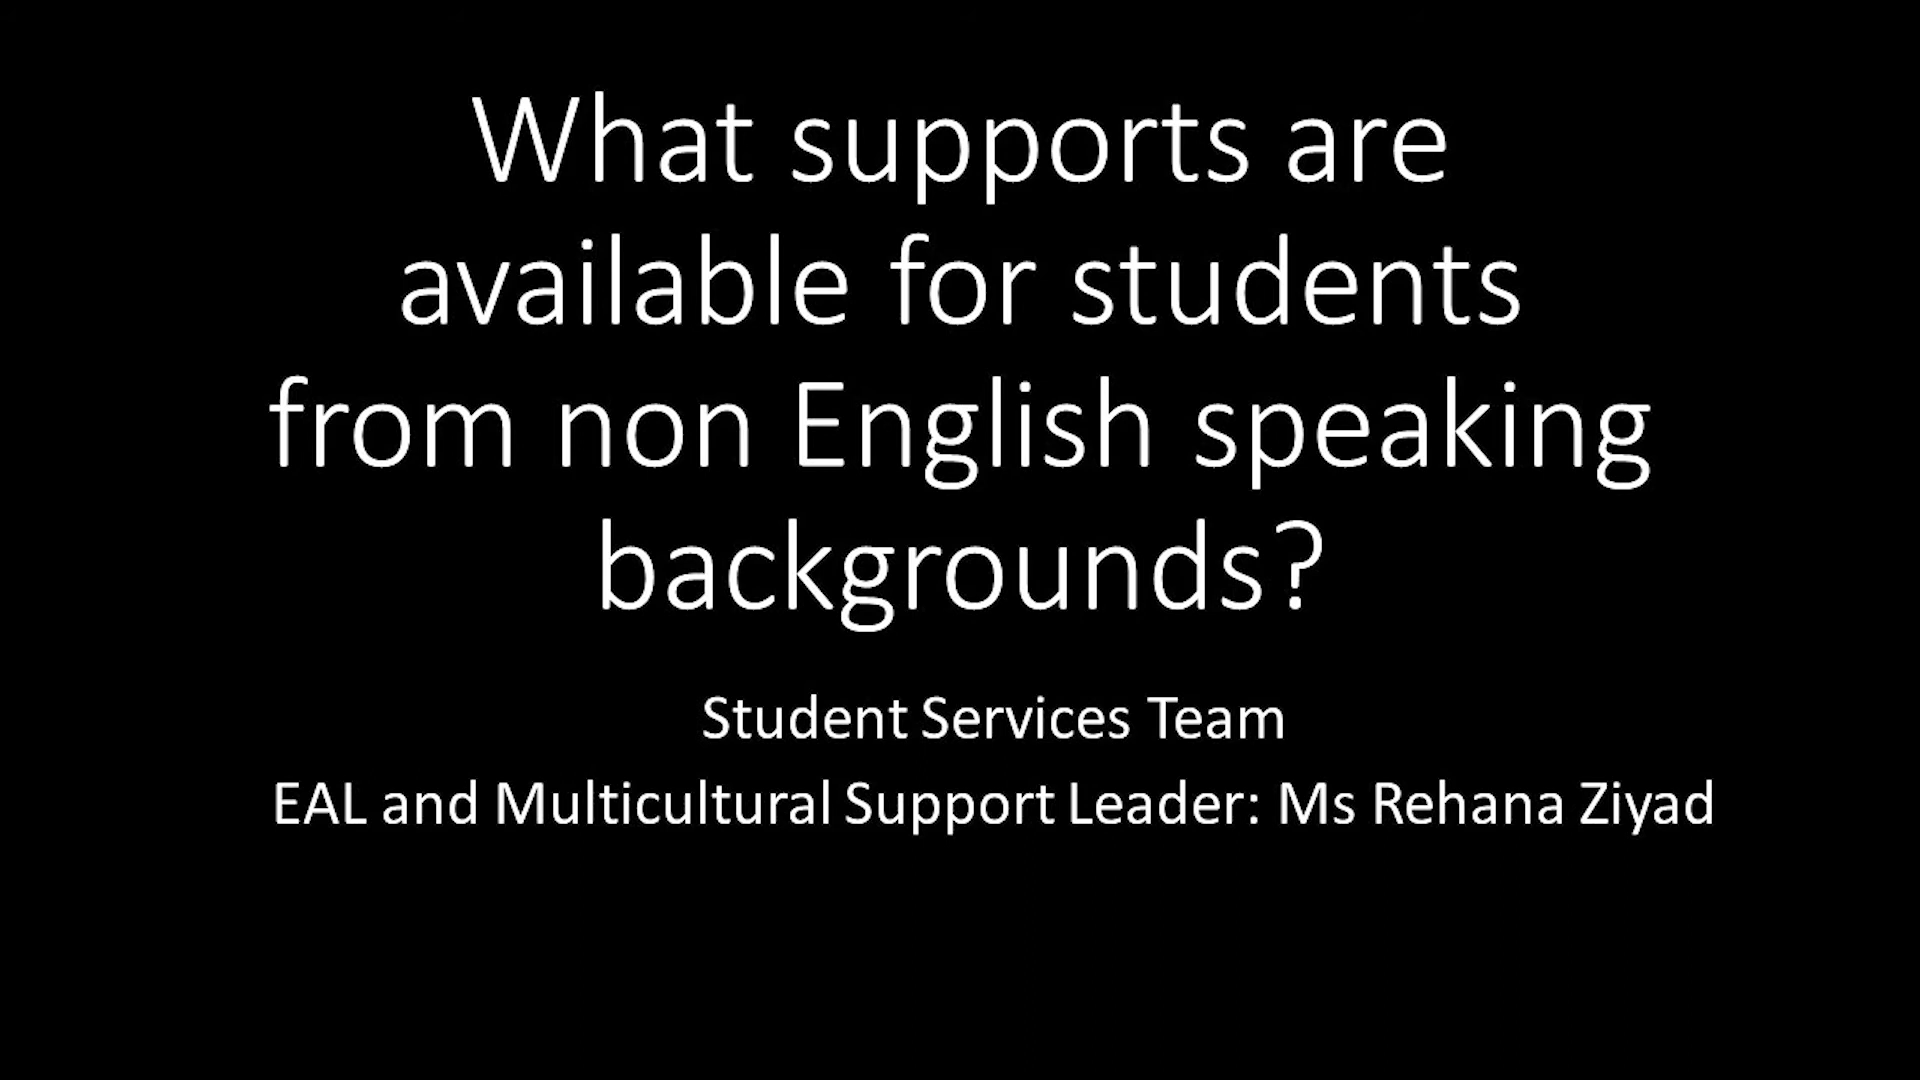 What supports are
available for students
from non English speaking
backgrounds?
Student Services Team
EAL and Multicultural Support Leader: Ms Rehana Ziyad